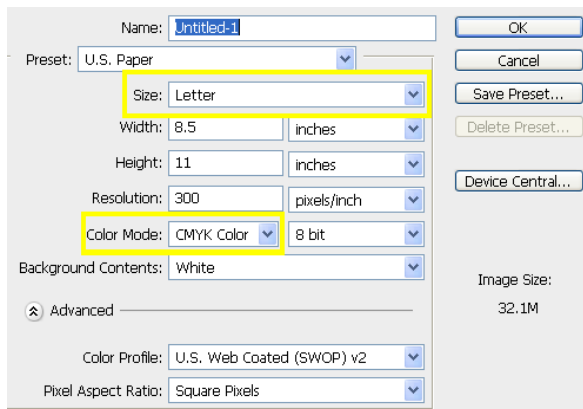 Name: Untitled-1 OK
Preset: U.S. Paper Cancel
Size: Letter Save Preset...
Width: 8.5 inches Delete Preset...
Height: 11 inches
Device Central...
Resolution: 300 pixels/inch
Color Mode: CMYK Color 8 bit
Background Contents: White
Image Size:
Advanced 32.1M
Color Profile: U.S. Web Coated (SWOP) v2
Pixel Aspect Ratio: Square Pixels